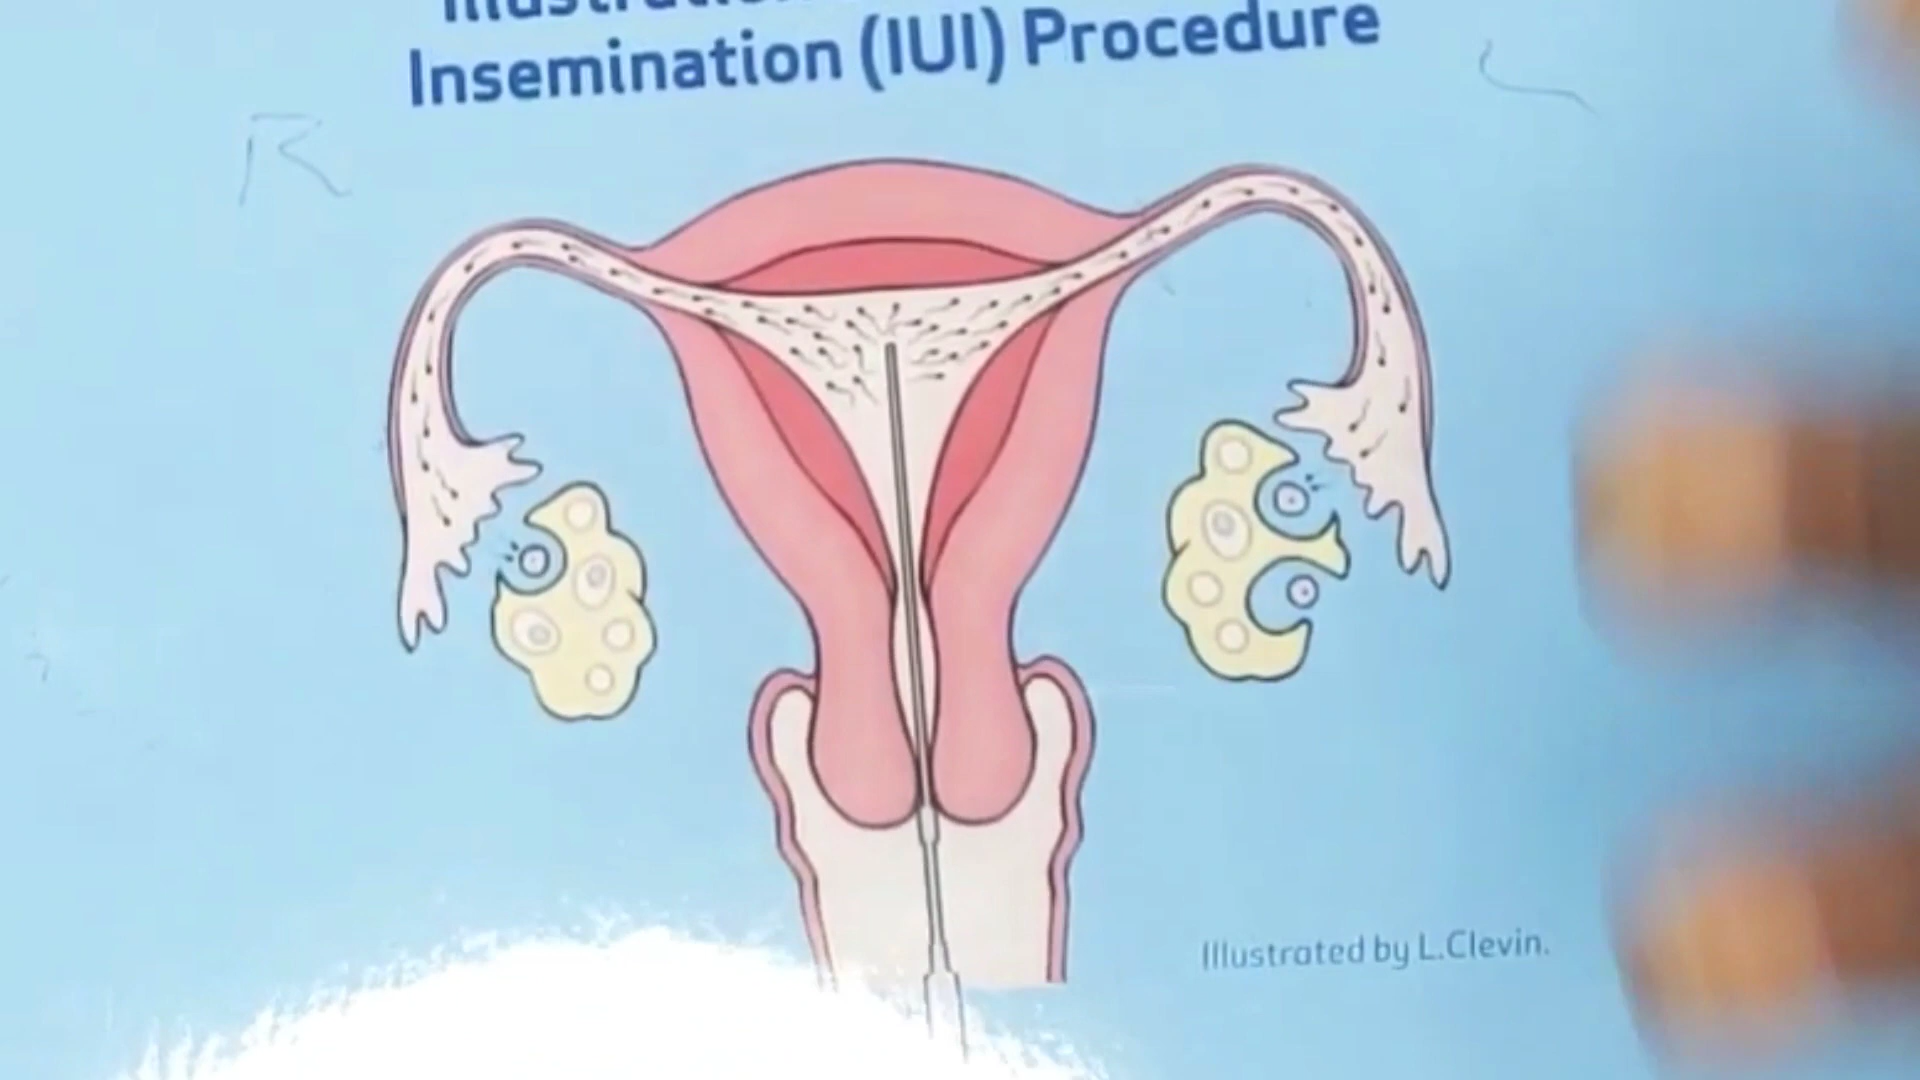 Insemination (IUI) Procedure
R
L
Illustrated by L.Clevin.